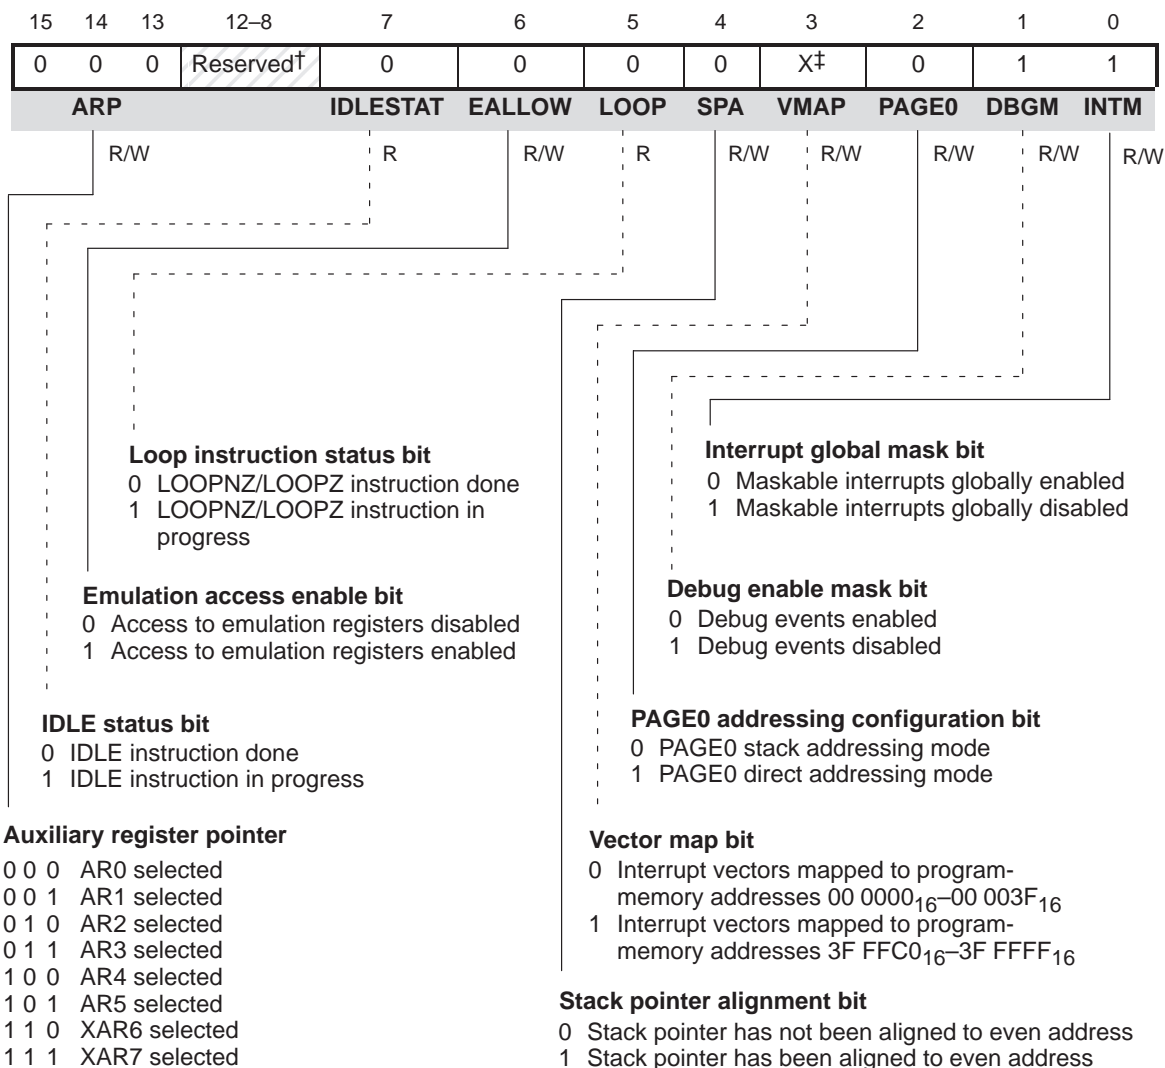 15 14 13 12–8 7 6 5 4 3 2 1 0
0 0 0 Reserved† 0 0 0 0 X‡ 0 1 1
ARP IDLESTAT EALLOW LOOP SPA VMAP PAGE0 DBGM INTM
R/W R R/W R R/W R/W R/W R/W R/W
Loop instruction status bit
0 LOOPNZ/LOOPZ instruction done
1 LOOPNZ/LOOPZ instruction in
progress
Interrupt global mask bit
0 Maskable interrupts globally enabled
1 Maskable interrupts globally disabled
Emulation access enable bit
0 Access to emulation registers disabled
1 Access to emulation registers enabled
Debug enable mask bit
0 Debug events enabled
1 Debug events disabled
IDLE status bit
0 IDLE instruction done
1 IDLE instruction in progress
PAGE0 addressing configuration bit
0 PAGE0 stack addressing mode
1 PAGE0 direct addressing mode
Auxiliary register pointer
0 0 0 AR0 selected
0 0 1 AR1 selected
0 1 0 AR2 selected
0 1 1 AR3 selected
1 0 0 AR4 selected
1 0 1 AR5 selected
1 1 0 XAR6 selected
1 1 1 XAR7 selected
Vector map bit
0 Interrupt vectors mapped to program-
memory addresses 00 0000₁₆–00 003F₁₆
1 Interrupt vectors mapped to program-
memory addresses 3F FFC0₁₆–3F FFFF₁₆
Stack pointer alignment bit
0 Stack pointer has not been aligned to even address
1 Stack pointer has been aligned to even address